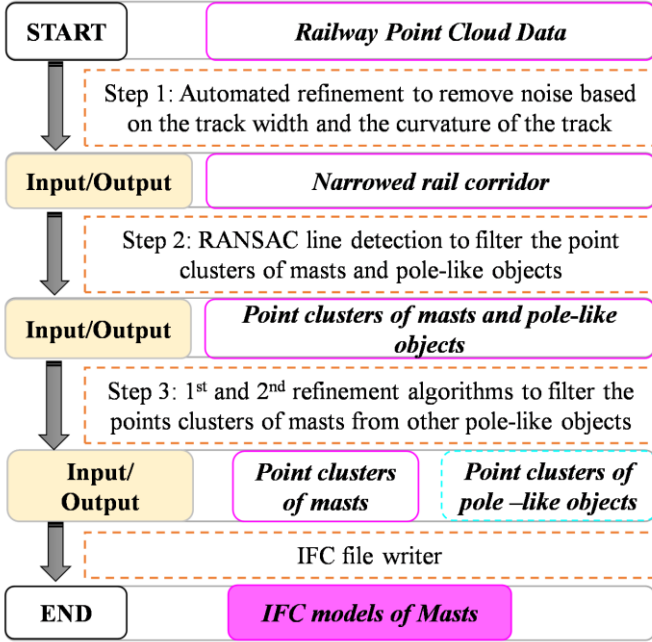 START
Railway Point Cloud Data
Step 1: Automated refinement to remove noise based
on the track width and the curvature of the track
Input/Output
Narrowed rail corridor
Step 2: RANSAC line detection to filter the point
clusters of masts and pole-like objects
Input/Output
Point clusters of masts and pole-like
objects
Step 3: 1st and 2nd refinement algorithms to filter the
points clusters of masts from other pole-like objects
Input/
Output
Point clusters
of masts
Point clusters of
pole –like objects
IFC file writer
END
IFC models of Masts